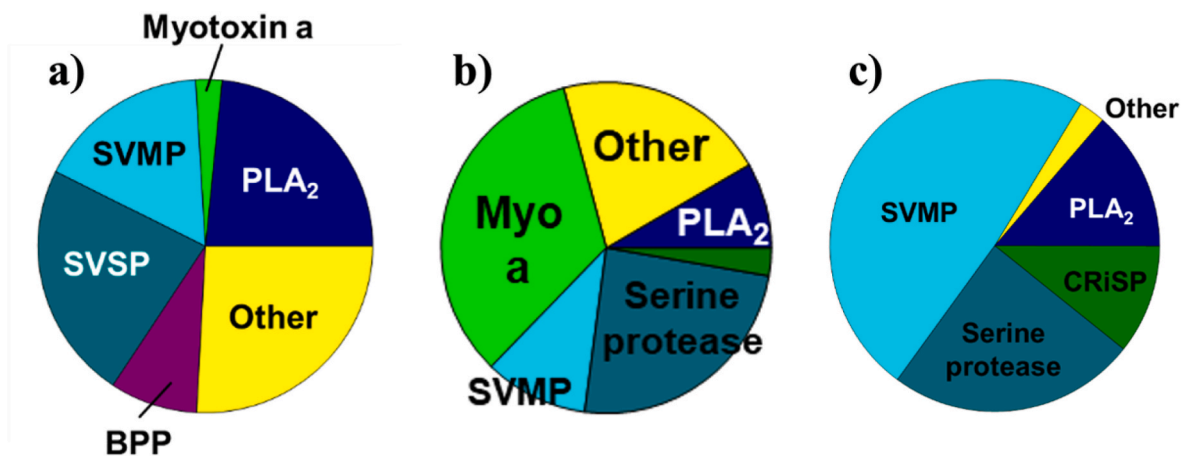 Myotoxin a
a)
SVMP
PLA₂
SVSP
Other
BPP
b)
Other
Myo
a
PLA₂
Serine
protease
SVMP
c)
Other
SVMP
PLA₂
CRiSP
Serine
protease